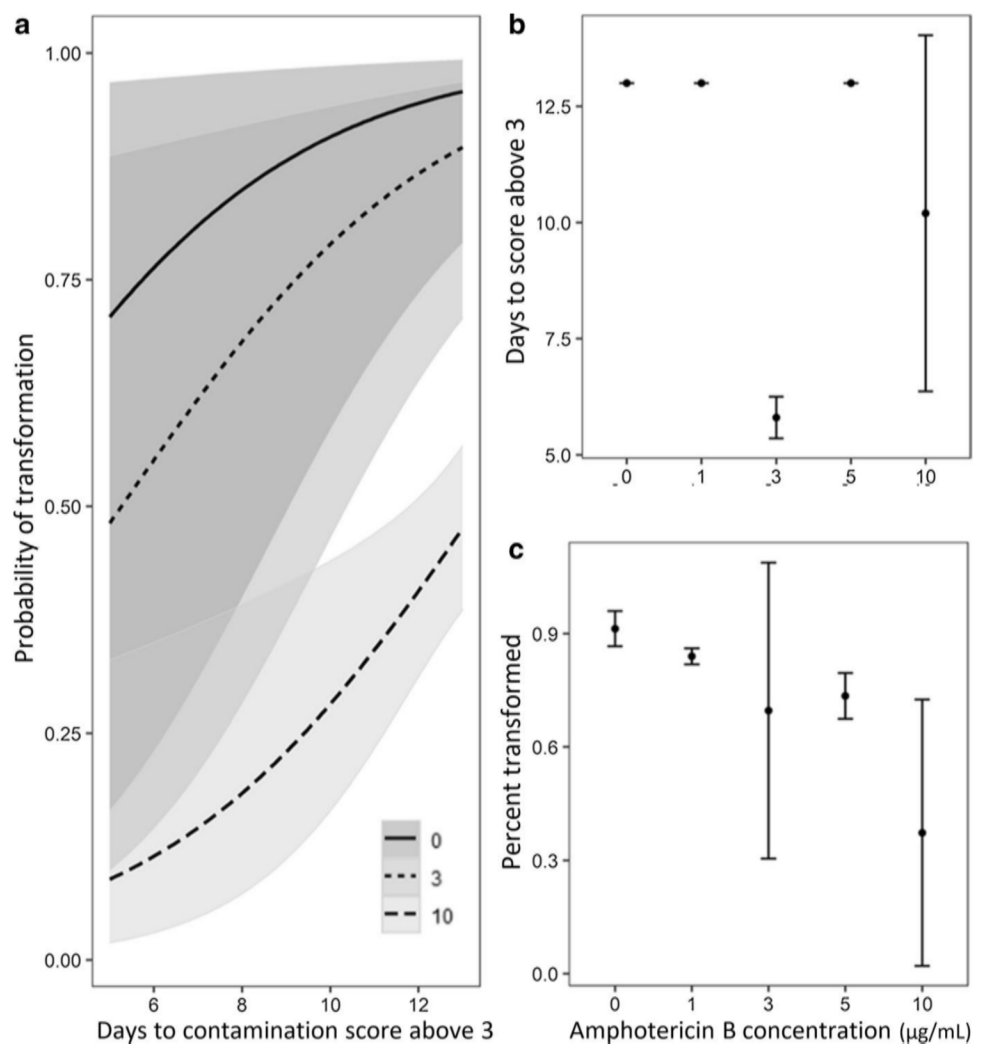 a
1.00
0.75
0.50
0.25
0.00
Probability of transformation
0
3
10
6 8 10 12
Days to contamination score above 3
b
12.5
10.0
7.5
5.0
Days to score above 3
0 1 3 5 10
c
0.9
0.6
0.3
0.0
Percent transformed
0 1 3 5 10
Amphotericin B concentration (µg/mL)